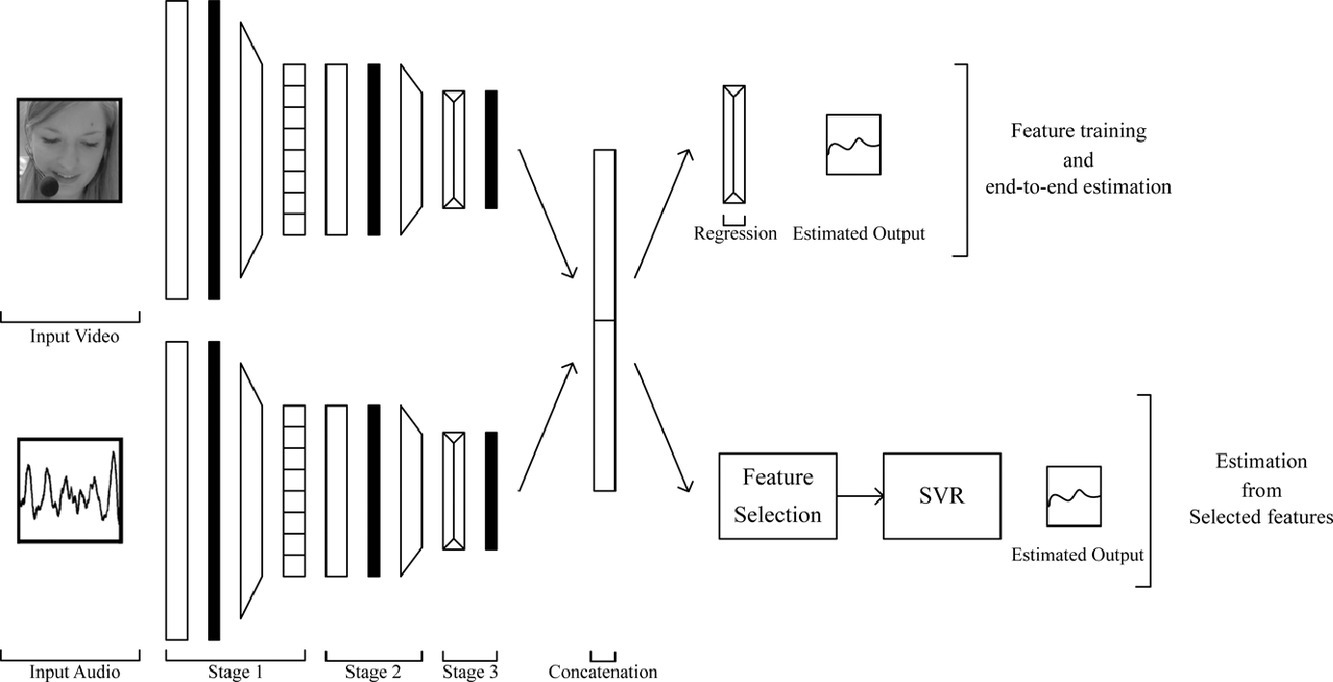 Feature training
and
end-to-end estimation
Regression
Estimated Output
Input Video
Feature
Selection
SVR
Estimated Output
Estimation
from
Selected features
Input Audio
Stage 1
Stage 2
Stage 3
Concatenation